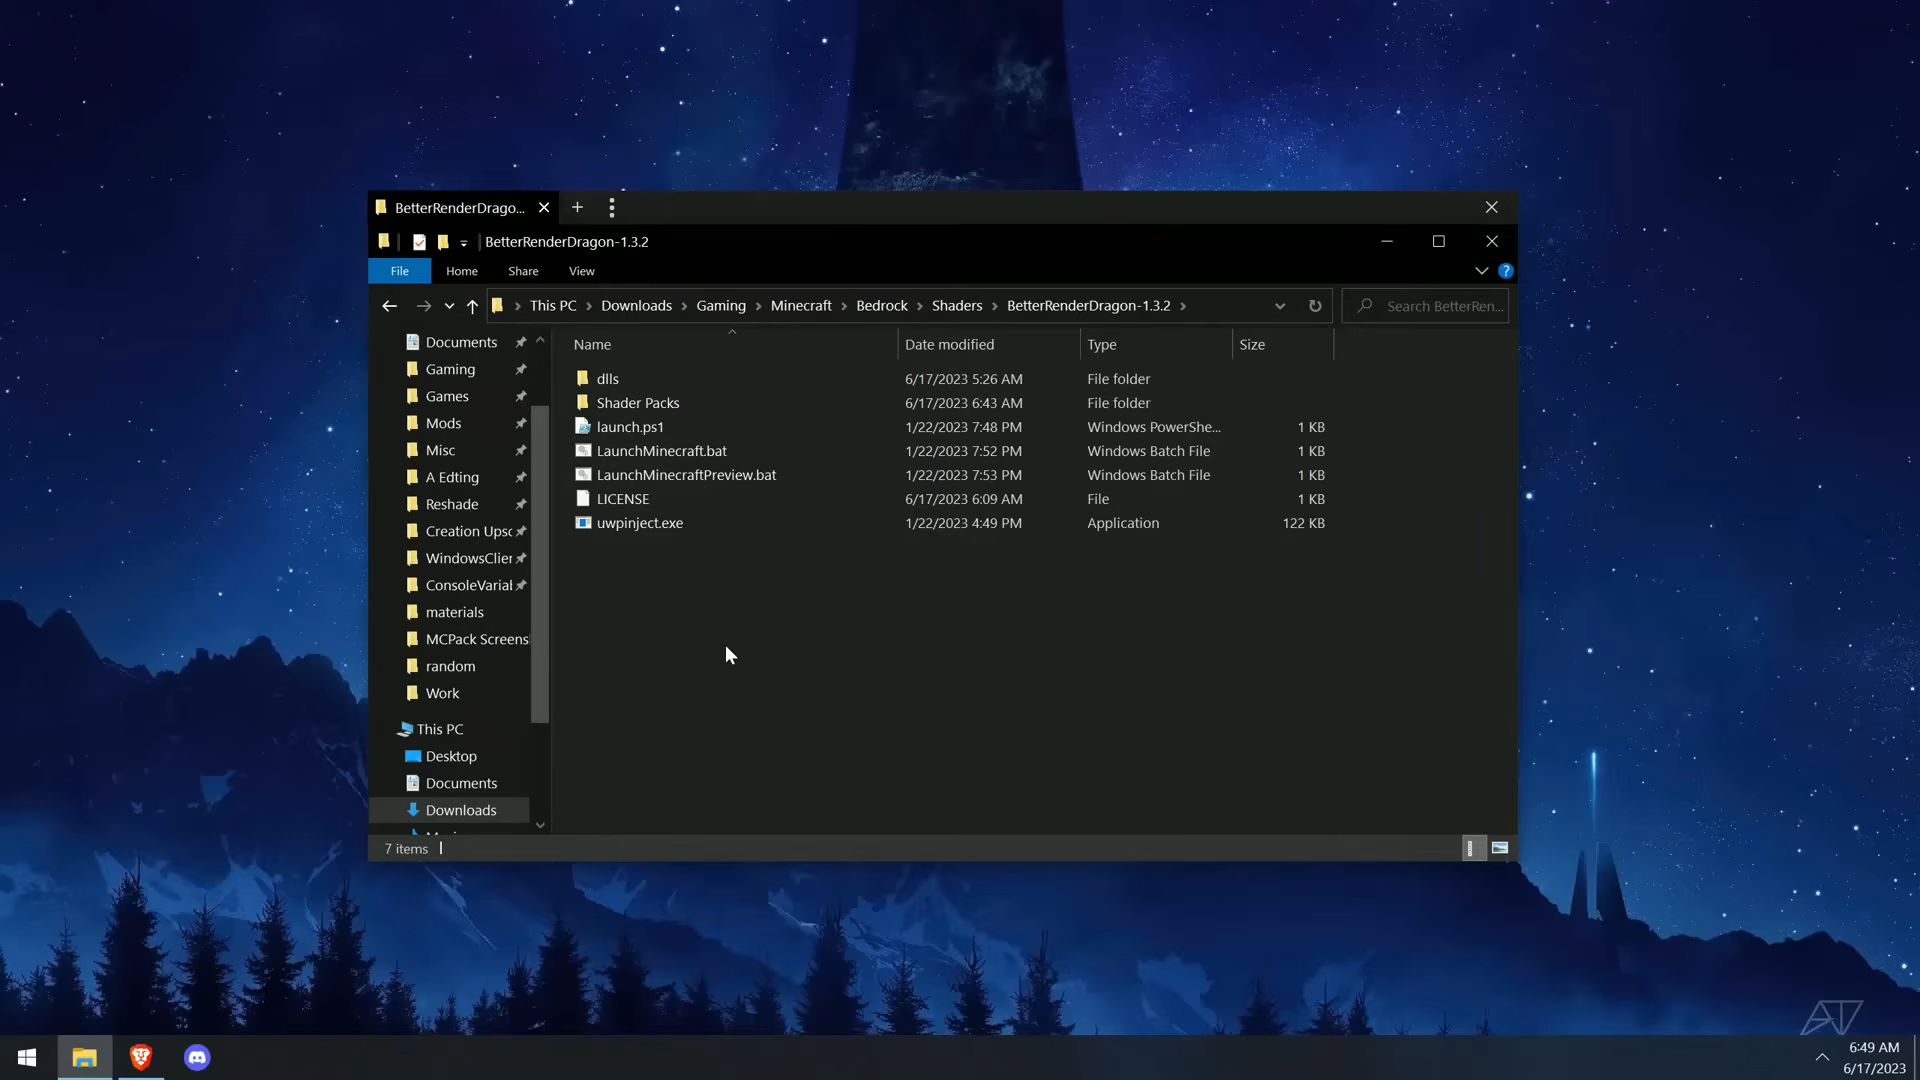 BetterRenderDrago...
BetterRenderDragon-1.3.2
File Home Share View
This PC Downloads Gaming Minecraft Bedrock Shaders BetterRenderDragon-1.3.2
Search BetterRen...
Documents
Gaming
Games
Mods
Misc
A Edting
Reshade
Creation Upsc
WindowsClier
ConsoleVarial
materials
MCPack Screens
random
Work
This PC
Desktop
Documents
Downloads
Name Date modified Type Size
dlls 6/17/2023 5:26 AM File folder
Shader Packs 6/17/2023 6:43 AM File folder
launch.ps1 1/22/2023 7:48 PM Windows PowerShe... 1 KB
LaunchMinecraft.bat 1/22/2023 7:52 PM Windows Batch File 1 KB
LaunchMinecraftPreview.bat 1/22/2023 7:53 PM Windows Batch File 1 KB
LICENSE 6/17/2023 6:09 AM File 1 KB
uwpinject.exe 1/22/2023 4:49 PM Application 122 KB
7 items
6:49 AM
6/17/2023